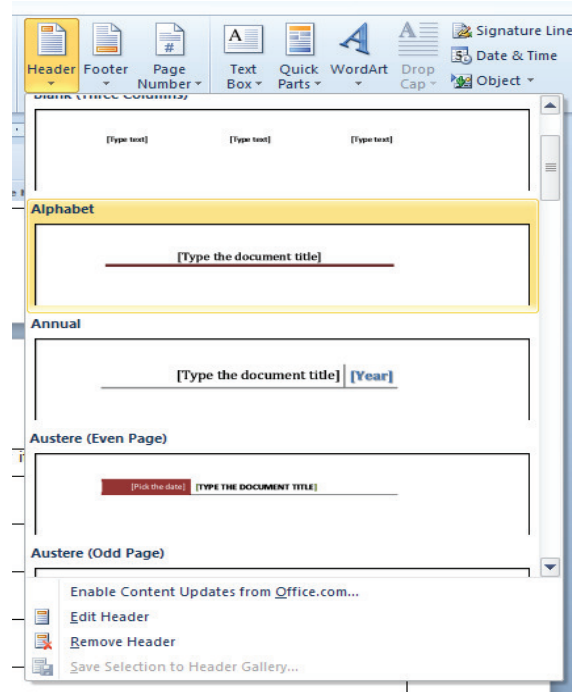 Header Footer Page Number Text Box Quick Parts WordArt Drop Cap
Signature Line
Date & Time
Object
Blank (Three Columns)
[Type text] [Type text] [Type text]
Alphabet
[Type the document title]
Annual
[Type the document title] [Year]
Austere (Even Page)
[Pick the date] [TYPE THE DOCUMENT TITLE]
Austere (Odd Page)
Enable Content Updates from Office.com...
Edit Header
Remove Header
Save Selection to Header Gallery...